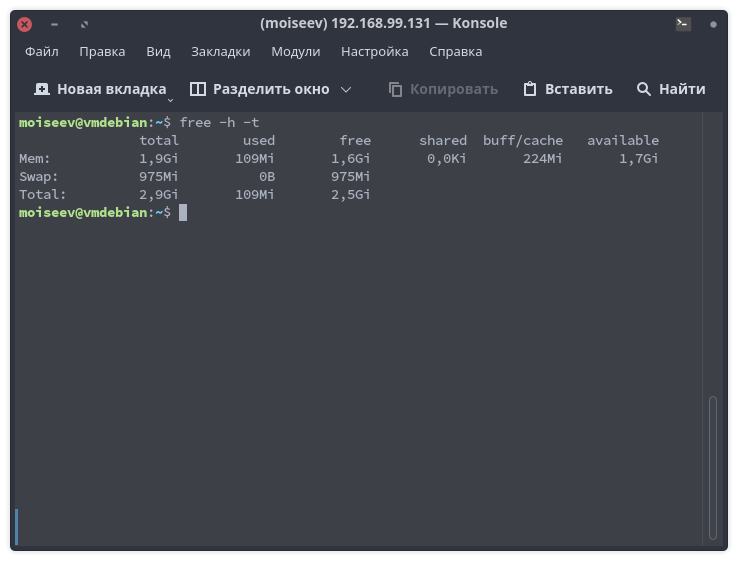 (moiseev) 192.168.99.131 — Konsole
Файл Правка Вид Закладки Модули Настройка Справка
Новая вкладка Разделить окно Копировать Вставить Найти
moiseev@vmdebian:~$ free -h -t
total used free shared buff/cache available
Mem: 1,9Gi 109Mi 1,6Gi 0,0Ki 224Mi 1,7Gi
Swap: 975Mi 0B 975Mi
Total: 2,9Gi 109Mi 2,5Gi
moiseev@vmdebian:~$